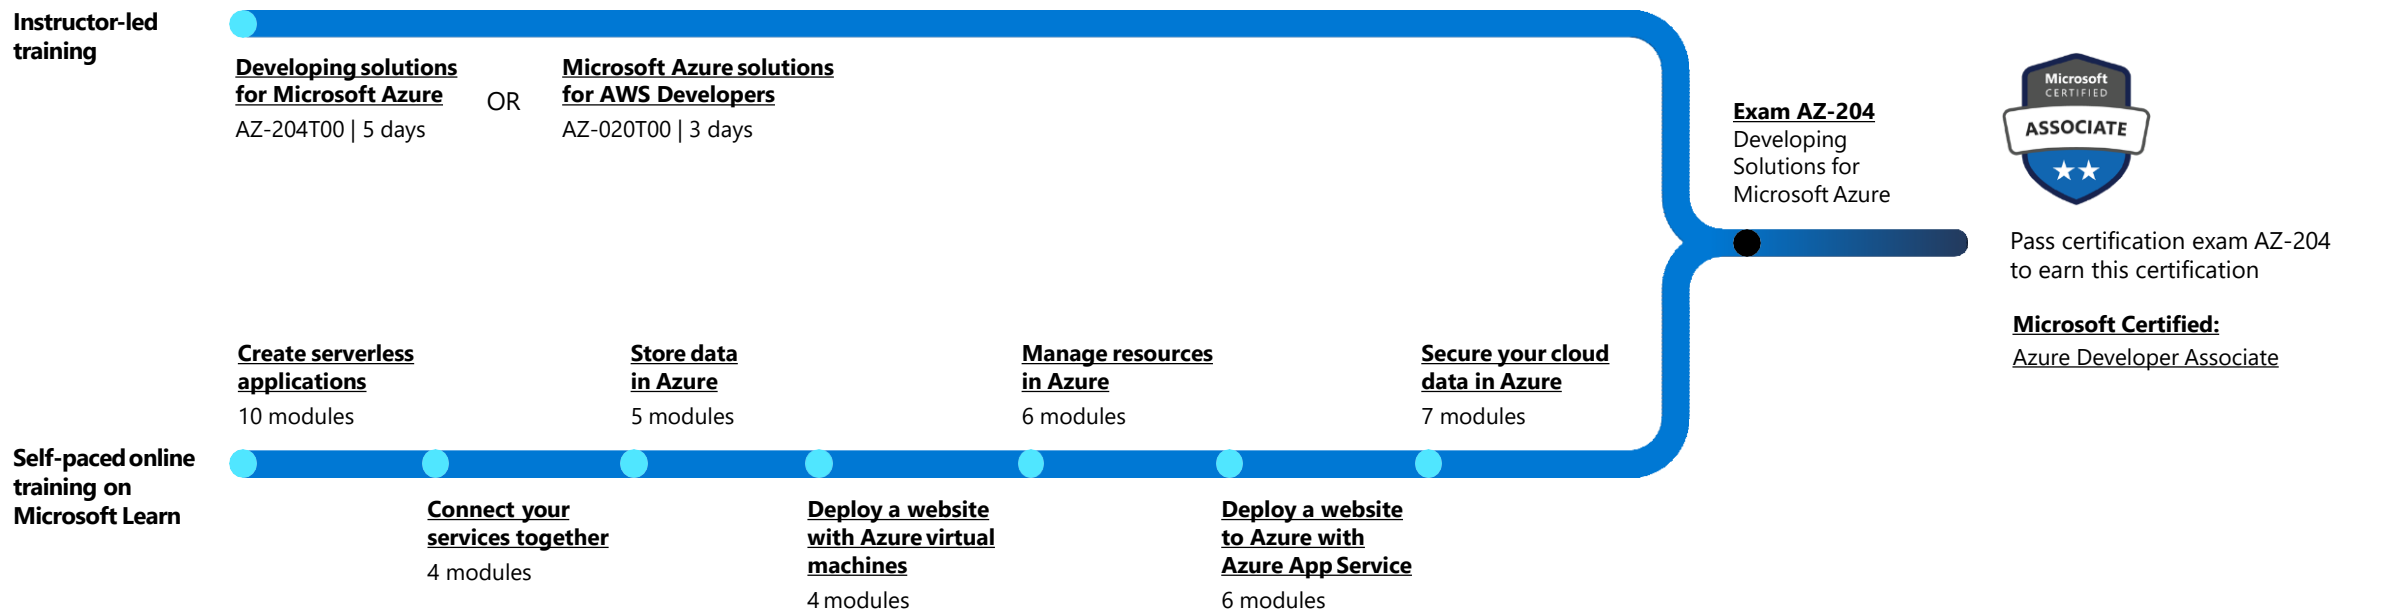 Instructor-led
training
Developing solutions
for Microsoft Azure
AZ-204T00 | 5 days
OR
Microsoft Azure solutions
for AWS Developers
AZ-020T00 | 3 days
Exam AZ-204
Developing
Solutions for
Microsoft Azure
Microsoft
CERTIFIED
ASSOCIATE
Pass certification exam AZ-204
to earn this certification
Microsoft Certified:
Azure Developer Associate
Self-paced online
training on
Microsoft Learn
Create serverless
applications
10 modules
Connect your
services together
4 modules
Store data
in Azure
5 modules
Deploy a website
with Azure virtual
machines
4 modules
Manage resources
in Azure
6 modules
Deploy a website
to Azure with
Azure App Service
6 modules
Secure your cloud
data in Azure
7 modules